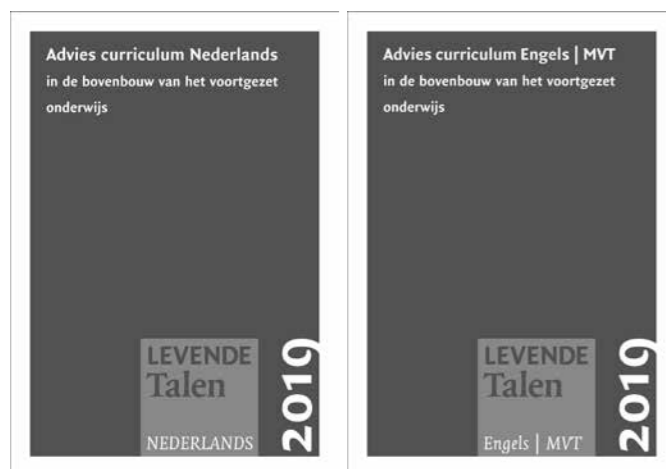 Advies curriculum Nederlands
in de bovenbouw van het voortgezet
onderwijs
LEVENDE
Talen
NEDERLANDS
2019
Advies curriculum Engels | MVT
in de bovenbouw van het voortgezet
onderwijs
LEVENDE
Talen
Engels | MVT
2019